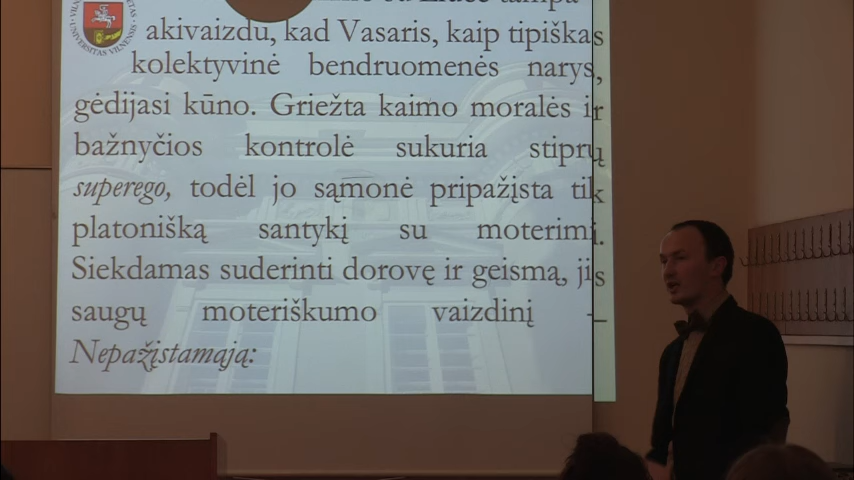 UNIVERSITAS VILNENSIS
akivaizdu, kad Vasaris, kaip tipiškas
kolektyvinė bendruomenės narys,
gėdijasi kūno. Griežta kaimo moralės ir
bažnyčios kontrolė sukuria stiprų
superego, todėl jo sąmonė pripažįsta tik
platonišką santykį su moterimi.
Siekdamas suderinti dorovę ir geismą, jis
saugų moteriškumo vaizdinį –
Nepažįstamąją: